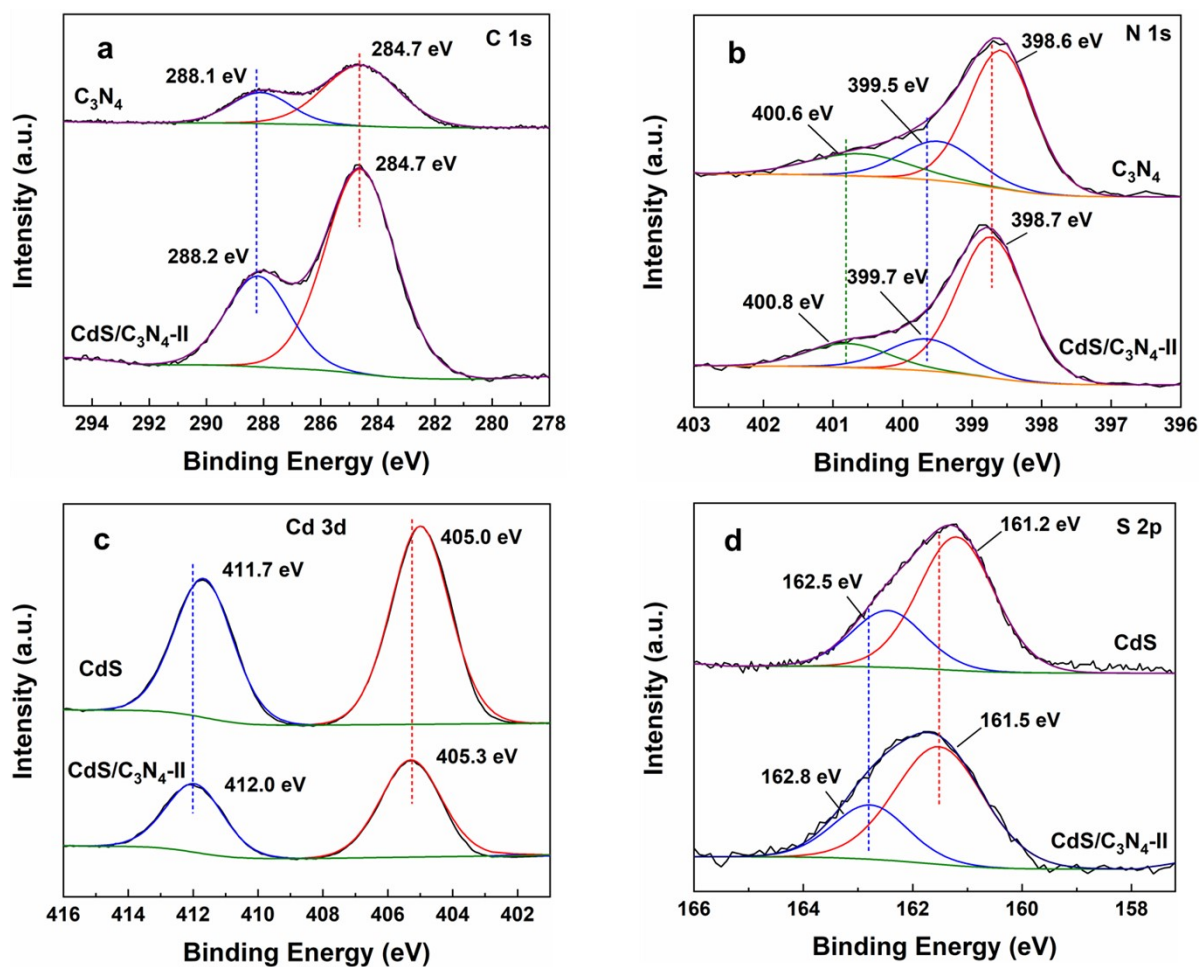 a
C 1s
284.7 eV
288.1 eV
C₃N₄
284.7 eV
288.2 eV
CdS/C₃N₄-II
Intensity (a.u.)
294 292 290 288 286 284 282 280 278
Binding Energy (eV)
b
N 1s
398.6 eV
399.5 eV
400.6 eV
C₃N₄
398.7 eV
399.7 eV
400.8 eV
CdS/C₃N₄-II
Intensity (a.u.)
403 402 401 400 399 398 397 396
Binding Energy (eV)
c
Cd 3d
405.0 eV
411.7 eV
CdS
CdS/C₃N₄-II
405.3 eV
412.0 eV
Intensity (a.u.)
416 414 412 410 408 406 404 402
Binding Energy (eV)
d
S 2p
161.2 eV
162.5 eV
CdS
161.5 eV
162.8 eV
CdS/C₃N₄-II
Intensity (a.u.)
166 164 162 160 158
Binding Energy (eV)